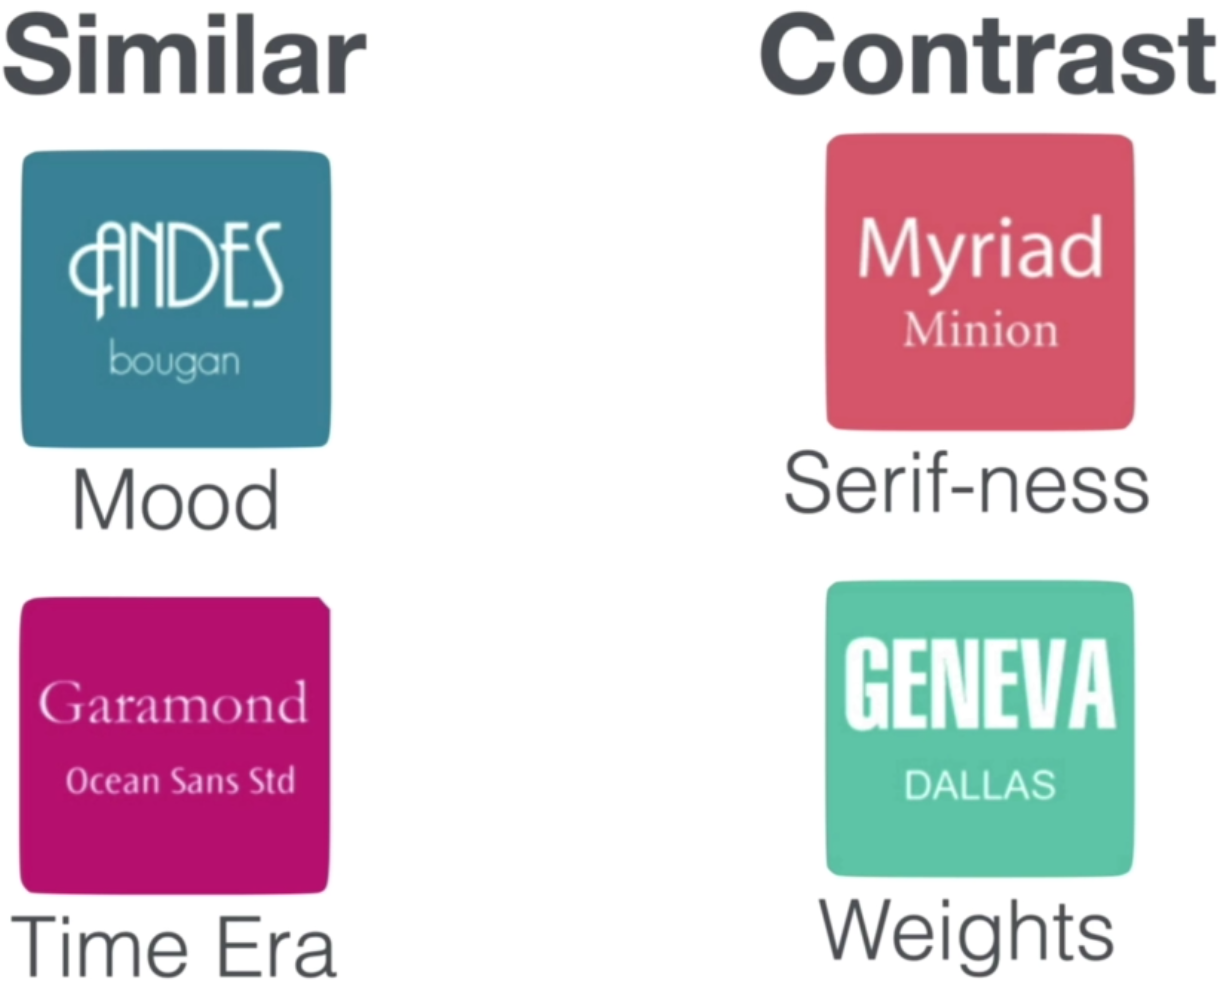 Similar
Contrast
ANDES
bougan
Mood
Myriad
Minion
Serif-ness
Garamond
Ocean Sans Std
Time Era
GENEVA
DALLAS
Weights